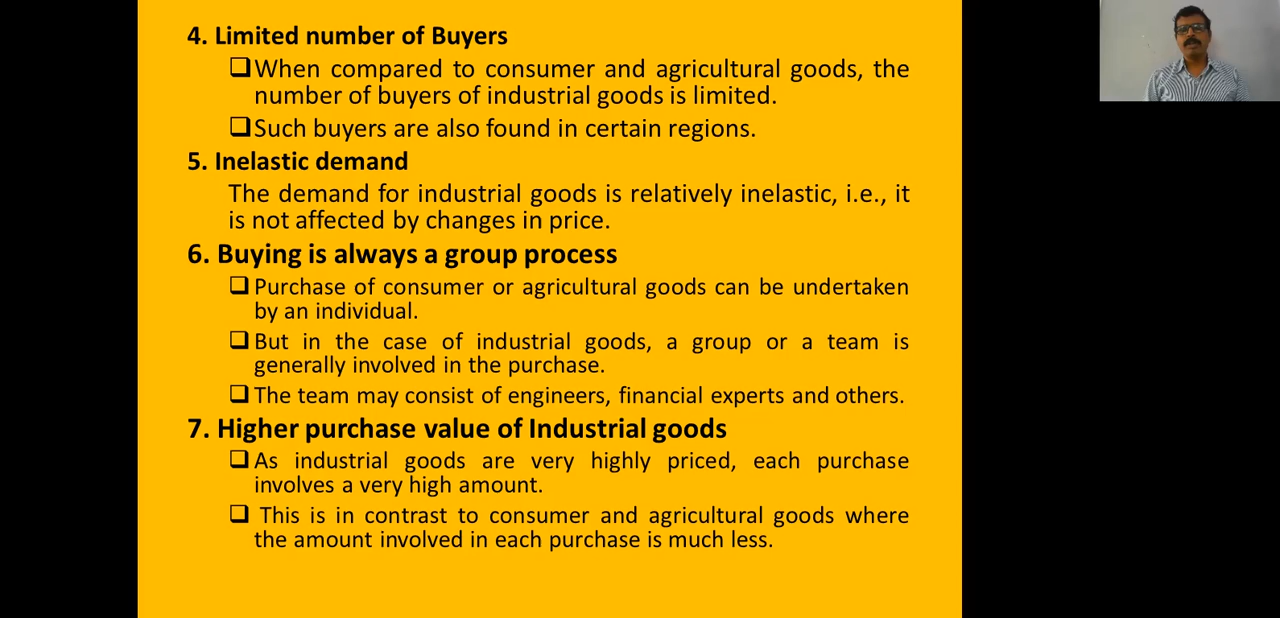 4. Limited number of Buyers
❑When compared to consumer and agricultural goods, the
number of buyers of industrial goods is limited.
❑Such buyers are also found in certain regions.
5. Inelastic demand
The demand for industrial goods is relatively inelastic, i.e., it
is not affected by changes in price.
6. Buying is always a group process
❑Purchase of consumer or agricultural goods can be undertaken
by an individual.
❑But in the case of industrial goods, a group or a team is
generally involved in the purchase.
❑The team may consist of engineers, financial experts and others.
7. Higher purchase value of Industrial goods
❑As industrial goods are very highly priced, each purchase
involves a very high amount.
❑ This is in contrast to consumer and agricultural goods where
the amount involved in each purchase is much less.